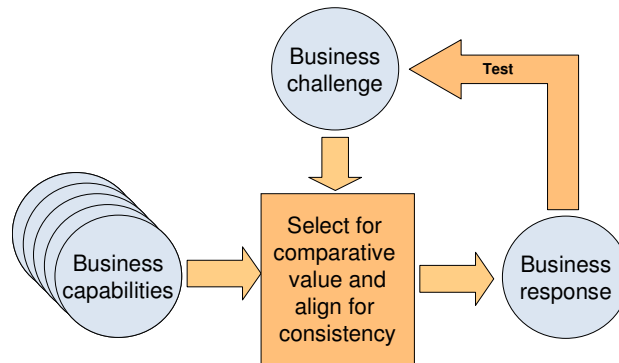 Business
challenge
Test
Select for
comparative
value and
align for
consistency
Business
capabilities
Business
response